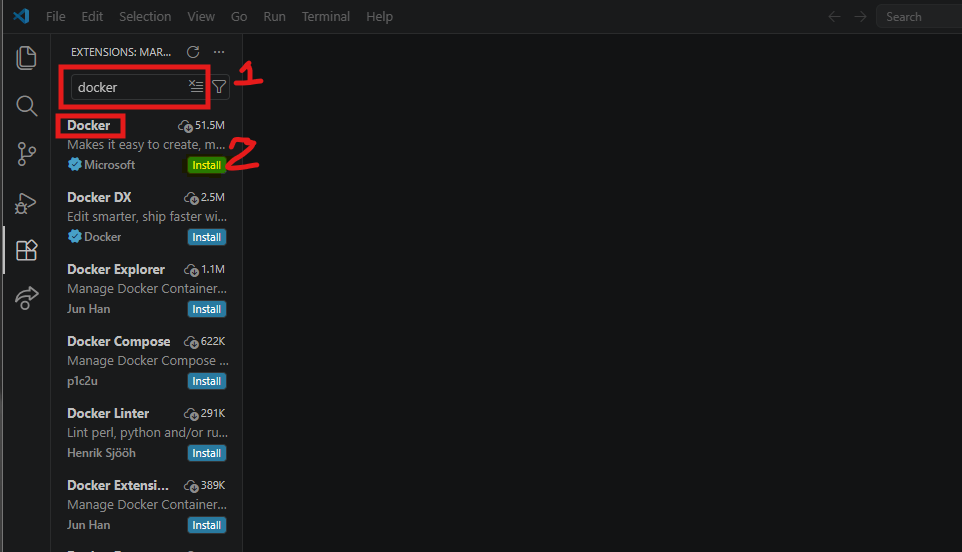 File Edit Selection View Go Run Terminal Help Search
EXTENSIONS: MAR...
docker
1
Docker 51.5M
Makes it easy to create, m...
Microsoft Install
2
Docker DX 2.5M
Edit smarter, ship faster wi...
Docker Install
Docker Explorer 1.1M
Manage Docker Container...
Jun Han Install
Docker Compose 622K
Manage Docker Compose ...
p1c2u Install
Docker Linter 291K
Lint perl, python and/or ru...
Henrik Sjööh Install
Docker Extensi... 389K
Manage Docker Container...
Jun Han Install